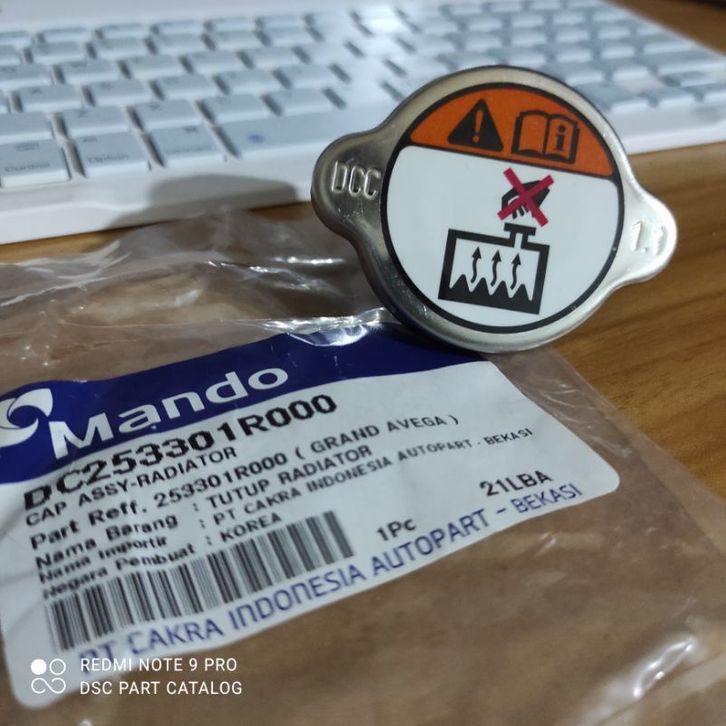 Control
Option
DCC
1.1
Mando
DC253301R000
CAP ASSY-RADIATOR
Part Reff. 253301R000 ( GRAND AVEGA )
Nama Barang : TUTUP RADIATOR
Nama Importir : PT CAKRA INDONESIA AUTOPART - BEKASI
Negara Pembuat : KOREA
1Pc
21LBA
PT CAKRA INDONESIA AUTOPART - BEKASI
REDMI NOTE 9 PRO
DSC PART CATALOG